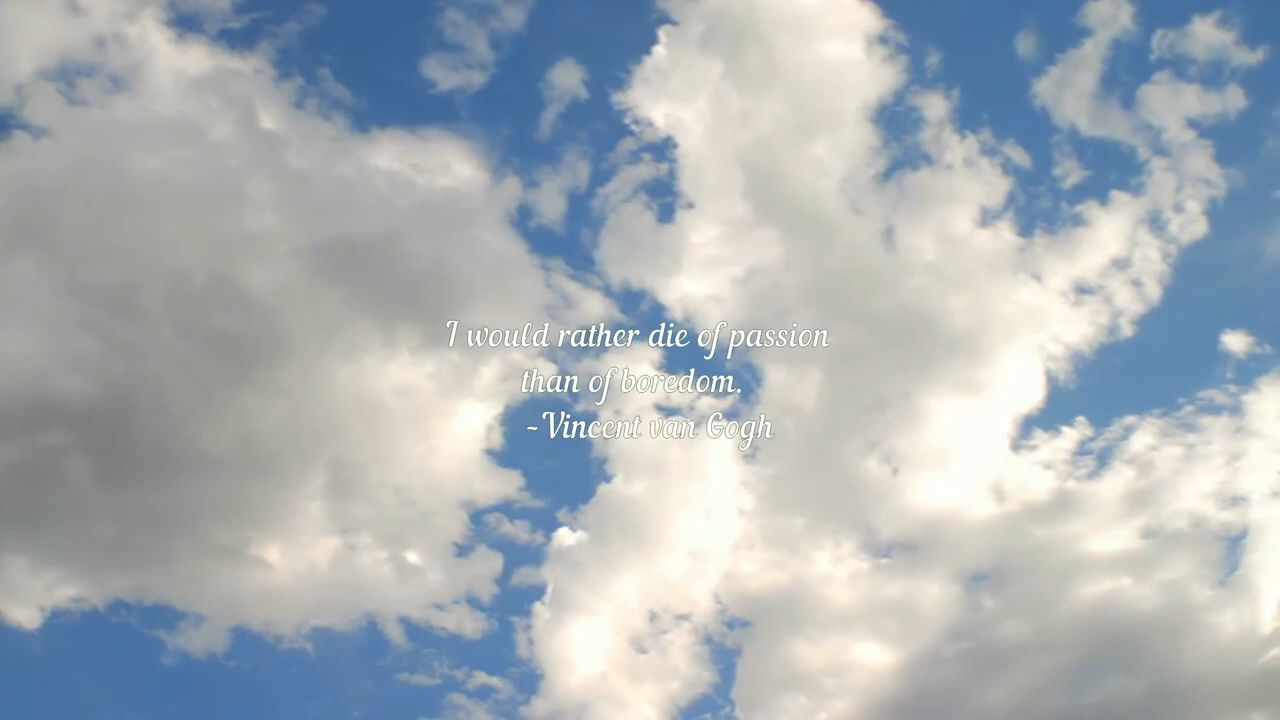 I would rather die of passion
than of boredom.
~Vincent van Gogh